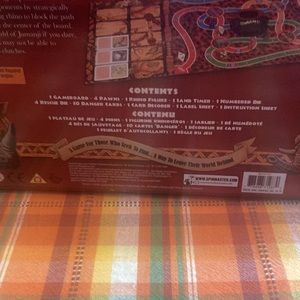 ponents by strategically
thing to block the path
the center of the board.
ld of Jumanji if you dare,
may not be able to
clutches.
CONTENTS
1 GAMEBOARD • 4 PAWNS • 1 RHINO FIGURE • 1 SAND TIMER • 1 NUMBERED DIE
4 RESCUE DIE • 30 DANGER CARDS • 1 CARD DECODER • 1 LABEL SHEET • 1 INSTRUCTION SHEET
CONTENU
1 PLATEAU DE JEU • 4 PIONS • 1 FIGURINE RHINOCÉROS • 1 SABLIER • 1 DÉ NUMÉROTÉ
4 DÉS DE SAUVETAGE • 30 CARTES "DANGER" • 1 DÉCODEUR DE CARTE
1 FEUILLET D'AUTOCOLLANTS • 1 RÈGLE DU JEU
A GAME FOR THOSE WHO SEEK TO FIND... A WAY TO LEAVE THEIR WORLD BEHIND
WWW.SPINMASTER.COM